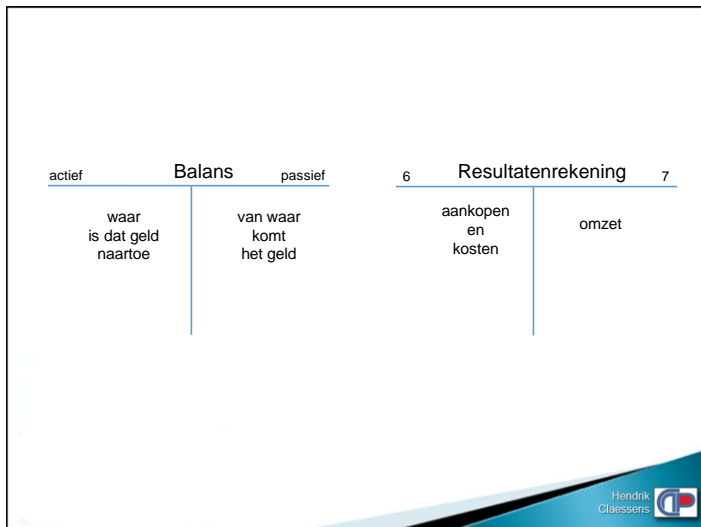 actief Balans passief
waar
is dat geld
naartoe
van waar
komt
het geld
6 Resultatenrekening 7
aankopen
en
kosten
omzet
Hendrik
Claessens